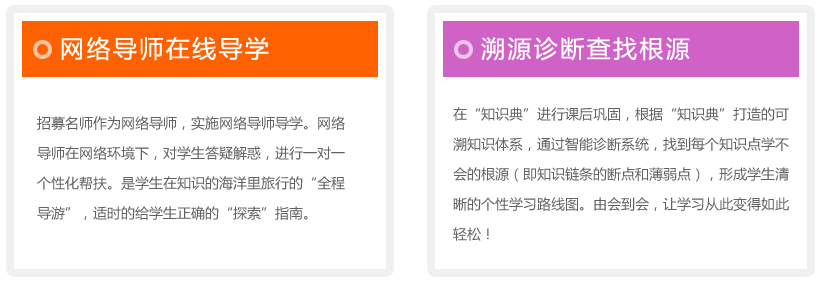 网络导师在线导学
招募名师作为网络导师，实施网络导师导学。网络
导师在网络环境下，对学生答疑解惑，进行一对一
个性化帮扶。是学生在知识的海洋里旅行的“全程
导游”，适时的给学生正确的“探索”指南。
溯源诊断查找根源
在“知识典”进行课后巩固，根据“知识典”打造的可
溯知识体系，通过智能诊断系统，找到每个知识点学不
会的根源（即知识链条的断点和薄弱点），形成学生清
晰的个性学习路线图。由会到会，让学习从此变得如此
轻松！